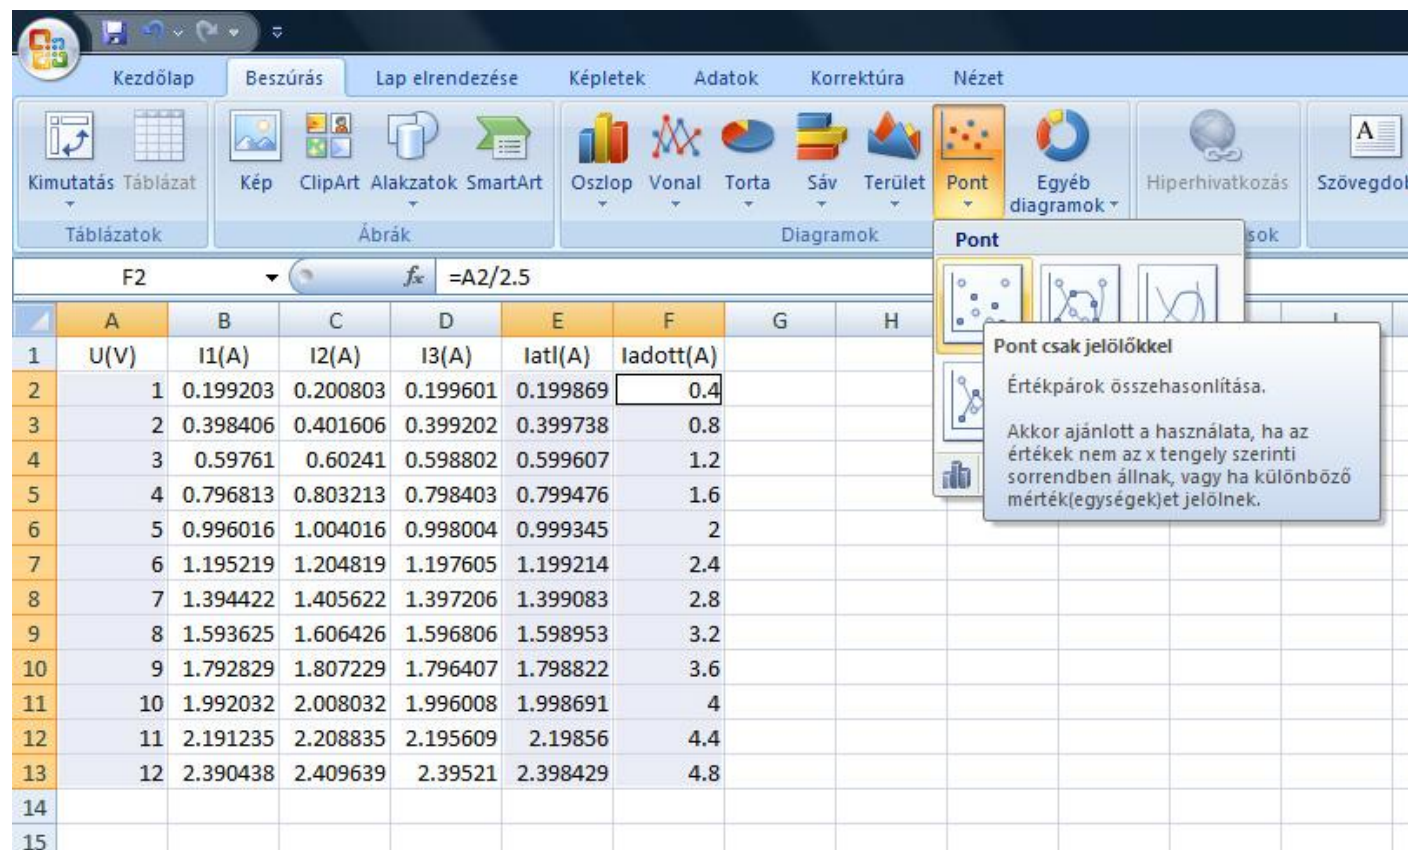 Kezdőlap Beszúrás Lap elrendezése Képletek Adatok Korrektúra Nézet
Kimutatás Táblázat Kép ClipArt Alakzatok SmartArt Oszlop Vonal Torta Sáv Terület Pont Egyéb diagramok Hiperhivatkozás Szövegdob
Táblázatok Ábrák Diagramok sok
Pont
F2 fx =A2/2.5
A B C D E F G H
1 U(V) I1(A) I2(A) I3(A) Iatl(A) Iadott(A)
2 1 0.199203 0.200803 0.199601 0.199869 0.4
3 2 0.398406 0.401606 0.399202 0.399738 0.8
4 3 0.59761 0.60241 0.598802 0.599607 1.2
5 4 0.796813 0.803213 0.798403 0.799476 1.6
6 5 0.996016 1.004016 0.998004 0.999345 2
7 6 1.195219 1.204819 1.197605 1.199214 2.4
8 7 1.394422 1.405622 1.397206 1.399083 2.8
9 8 1.593625 1.606426 1.596806 1.598953 3.2
10 9 1.792829 1.807229 1.796407 1.798822 3.6
11 10 1.992032 2.008032 1.996008 1.998691 4
12 11 2.191235 2.208835 2.195609 2.19856 4.4
13 12 2.390438 2.409639 2.39521 2.398429 4.8
14
15
Pont csak jelölőkkel
Értékpárok összehasonlítása.
Akkor ajánlott a használata, ha az
értékek nem az x tengely szerinti
sorrendben állnak, vagy ha különböző
mérték(egységek)et jelölnek.